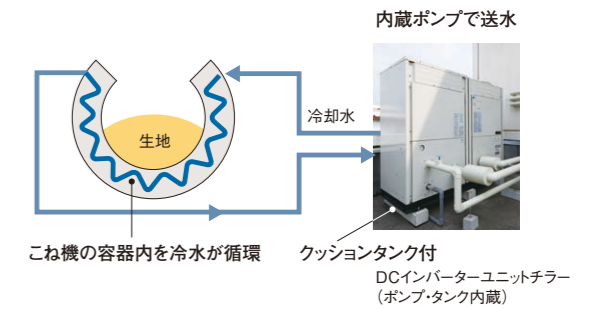 内蔵ポンプで送水
冷却水
生地
こね機の容器内を冷水が循環
クッションタンク付
DCインバーターユニットチラー
（ポンプ・タンク内蔵）